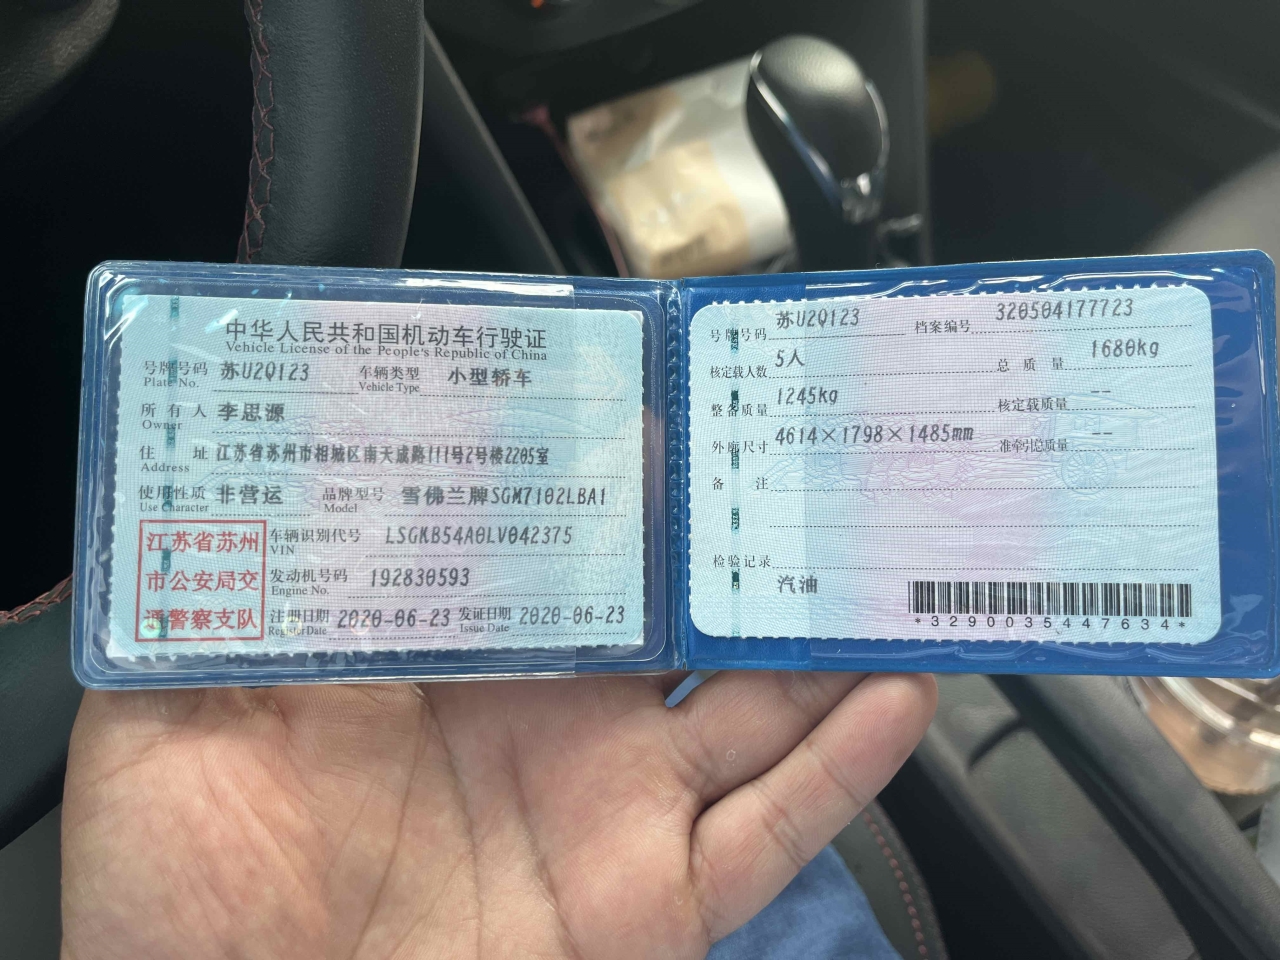 中华人民共和国机动车行驶证
Vehicle License of the People's Republic of China
号牌号码 苏U2Q123 车辆类型 小型轿车
Plate No. Vehicle Type
所有人 李思源
Owner
住址 江苏省苏州市相城区南天成路111号2号楼2205室
Address
使用性质 非营运 品牌型号 雪佛兰牌SGM7102LBA1
Use Character Model
江苏省苏州
市公安局交
通警察支队
车辆识别代号 LSGKB54A0LV042375
VIN
发动机号码 192830593
Engine No.
注册日期 2020-06-23 发证日期 2020-06-23
Register Date Issue Date
号牌号码 苏U2Q123 档案编号 320504177723
核定载人数 5人 总质量 1680kg
整备质量 1245kg 核定载质量 --
外廓尺寸 4614×1798×1485mm 准牵引总质量 --
备注
检验记录
汽油
*3290035447634*